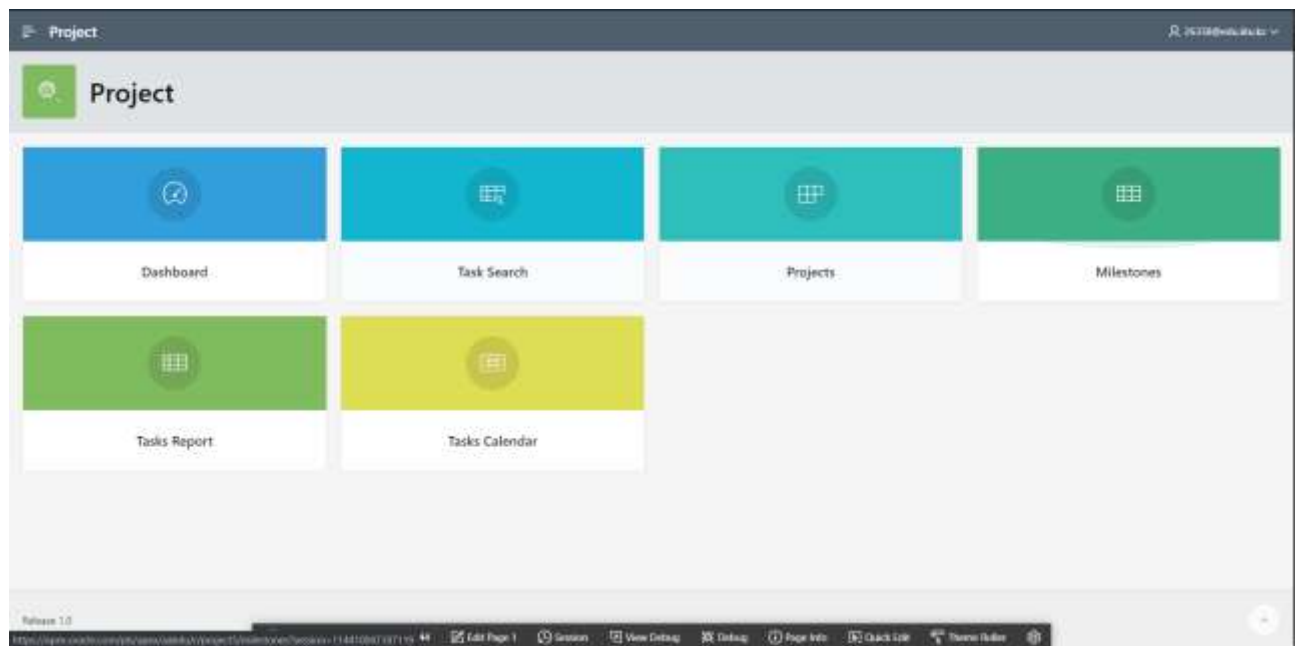 Project
Project
Dashboard
Task Search
Projects
Milestones
Tasks Report
Tasks Calendar
Release 1.0
Edit Page 1 Session View Debug Debug Page Info Quick Edit Theme Roller